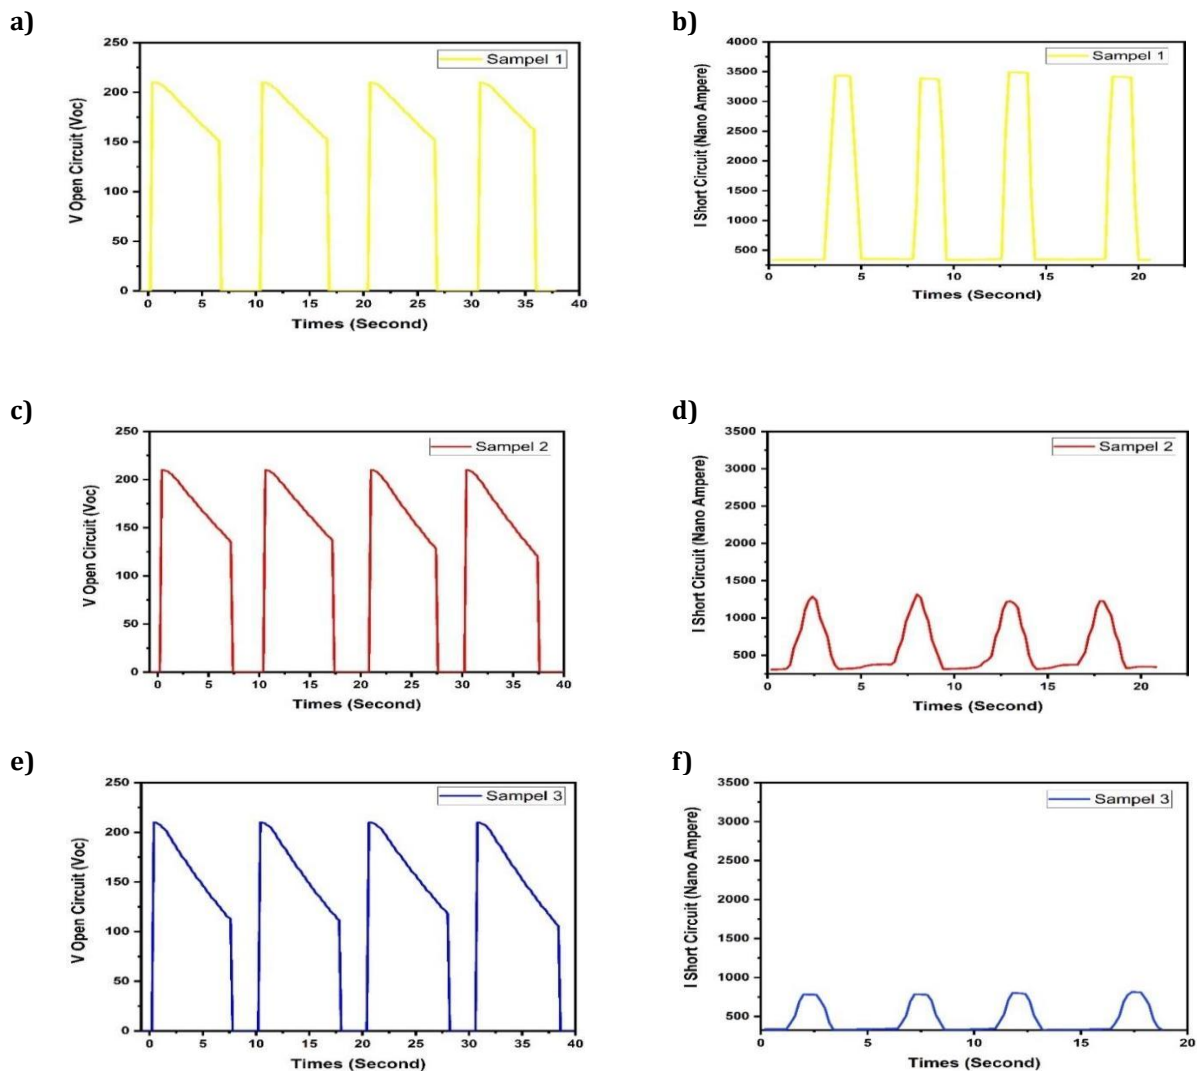 a)
250
200
150
100
50
0
V Open Circuit (Voc)
Sampel 1
0 5 10 15 20 25 30 35 40
Times (Second)
b)
4000
3500
3000
2500
2000
1500
1000
500
I Short Circuit (Nano Ampere)
Sampel 1
0 5 10 15 20
Times (Second)
c)
250
200
150
100
50
0
V Open Circuit (Voc)
Sampel 2
0 5 10 15 20 25 30 35 40
Times (Second)
d)
3500
3000
2500
2000
1500
1000
500
I Short Circuit (Nano Ampere)
Sampel 2
0 5 10 15 20
Times (Second)
e)
250
200
150
100
50
0
V Open Circuit (Voc)
Sampel 3
0 5 10 15 20 25 30 35 40
Times (Second)
f)
3500
3000
2500
2000
1500
1000
500
I Short Circuit (Nano Ampere)
Sampel 3
0 5 10 15 20
Times (Second)